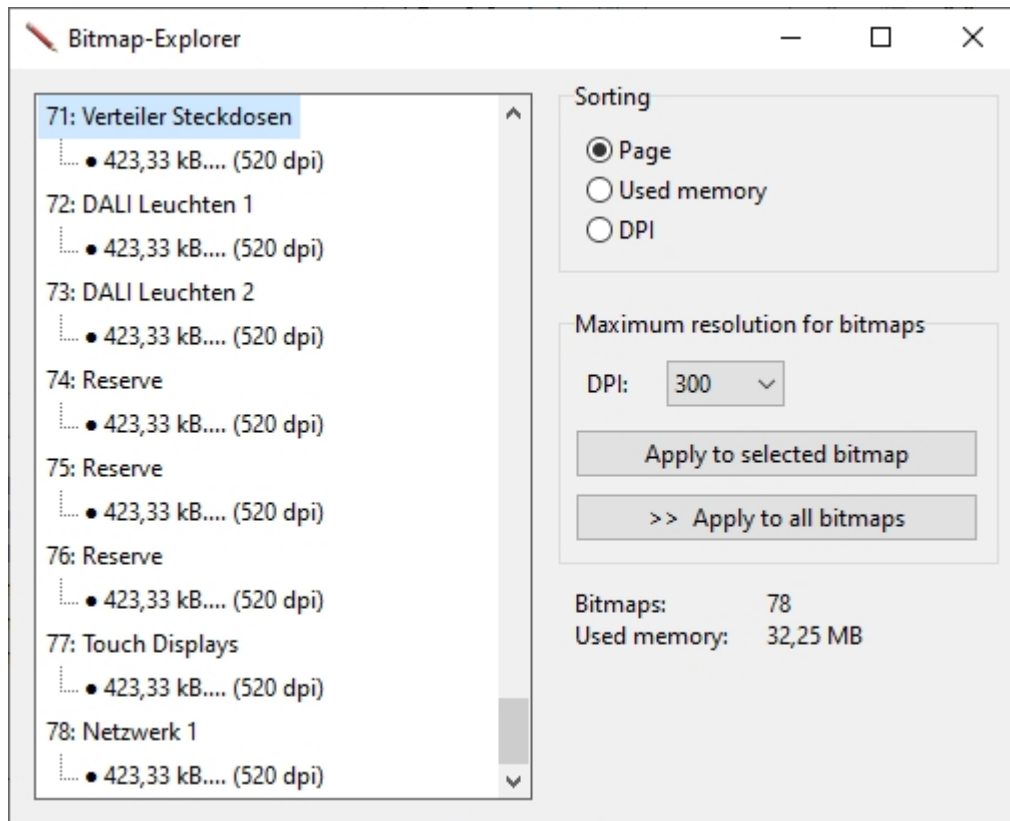 Bitmap-Explorer
71: Verteiler Steckdosen
● 423,33 kB.... (520 dpi)
72: DALI Leuchten 1
● 423,33 kB.... (520 dpi)
73: DALI Leuchten 2
● 423,33 kB.... (520 dpi)
74: Reserve
● 423,33 kB.... (520 dpi)
75: Reserve
● 423,33 kB.... (520 dpi)
76: Reserve
● 423,33 kB.... (520 dpi)
77: Touch Displays
● 423,33 kB.... (520 dpi)
78: Netzwerk 1
● 423,33 kB.... (520 dpi)
Sorting
Page
Used memory
DPI
Maximum resolution for bitmaps
DPI: 300
Apply to selected bitmap
>> Apply to all bitmaps
Bitmaps: 78
Used memory: 32,25 MB